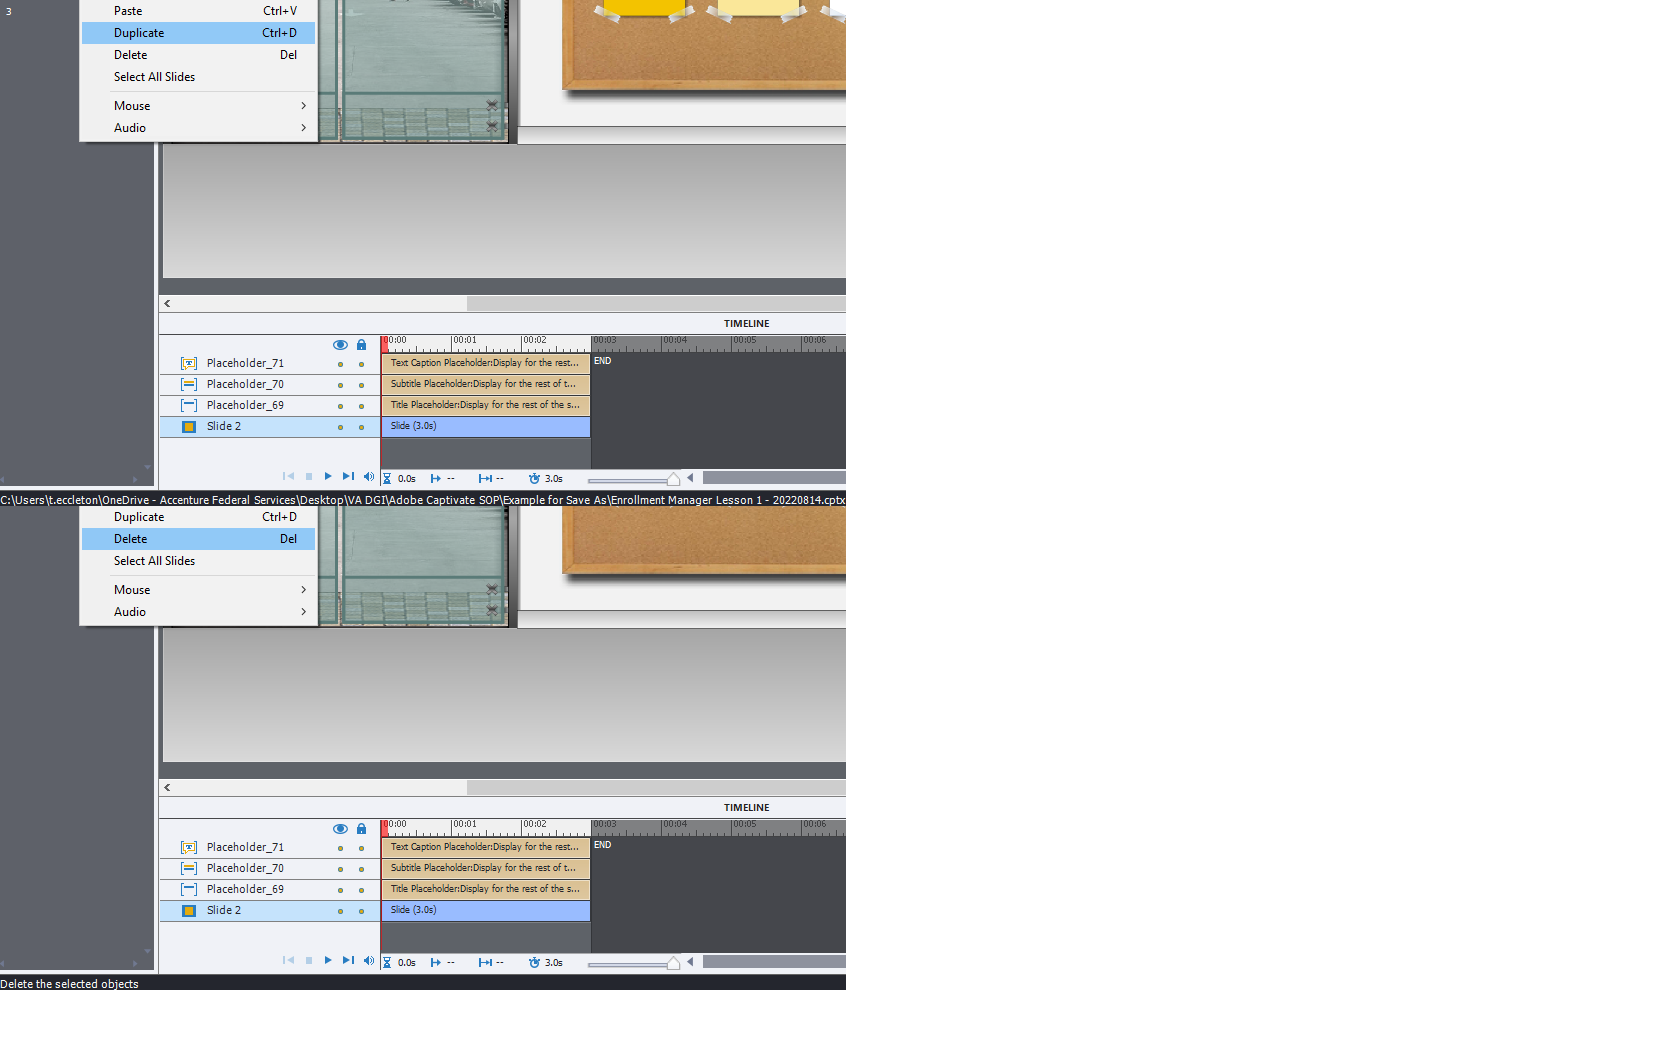 3
Paste Ctrl+V
Duplicate Ctrl+D
Delete Del
Select All Slides
Mouse
Audio
TIMELINE
00:00 00:01 00:02 00:03 00:04 00:05 00:06
Placeholder_71 Text Caption Placeholder:Display for the rest... END
Placeholder_70 Subtitle Placeholder:Display for the rest of t...
Placeholder_69 Title Placeholder:Display for the rest of the s...
Slide 2 Slide (3.0s)
0.0s -- -- 3.0s
C:\Users\t.eccleton\OneDrive - Accenture Federal Services\Desktop\VA DGI\Adobe Captivate SOP\Example for Save As\Enrollment Manager Lesson 1 - 20220814.cptx
Duplicate Ctrl+D
Delete Del
Select All Slides
Mouse
Audio
TIMELINE
00:00 00:01 00:02 00:03 00:04 00:05 00:06
Placeholder_71 Text Caption Placeholder:Display for the rest... END
Placeholder_70 Subtitle Placeholder:Display for the rest of t...
Placeholder_69 Title Placeholder:Display for the rest of the s...
Slide 2 Slide (3.0s)
0.0s -- -- 3.0s
Delete the selected objects